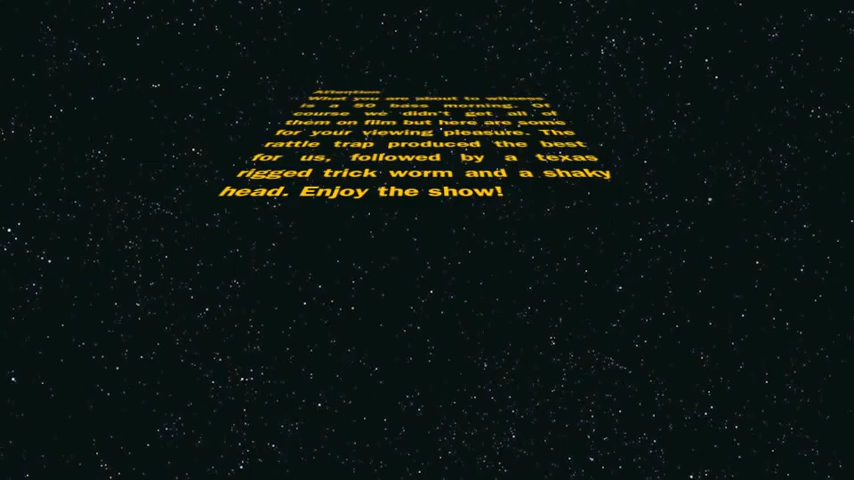 Attention
What you are about to witness
is a 50 bass morning. Of
course we didn't get all of
them on film but here are some
for your viewing pleasure. The
rattle trap produced the best
for us, followed by a texas
rigged trick worm and a shaky
head. Enjoy the show!